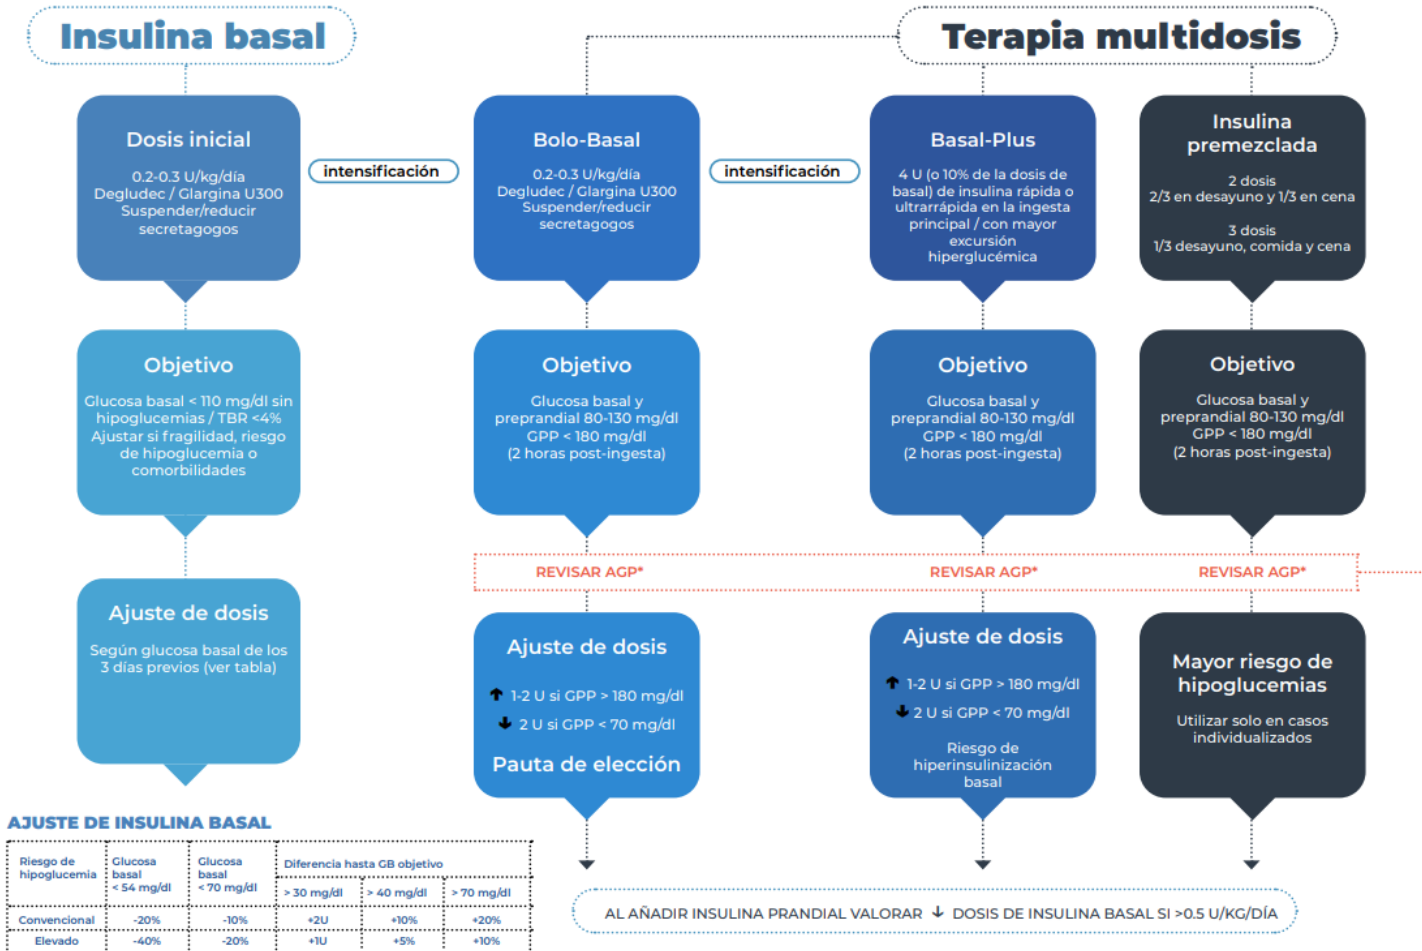 Insulina basal
Terapia multidosis
Dosis inicial
0.2-0.3 U/kg/día
Degludec / Glargina U300
Suspender/reducir
secretagogos
intensificación
Bolo-Basal
0.2-0.3 U/kg/día
Degludec / Glargina U300
Suspender/reducir
secretagogos
intensificación
Basal-Plus
4 U (o 10% de la dosis de
basal) de insulina rápida o
ultrarrápida en la ingesta
principal / con mayor
excursión
hiperglucémica
Insulina
premezclada
2 dosis
2/3 en desayuno y 1/3 en cena
3 dosis
1/3 desayuno, comida y cena
Objetivo
Glucosa basal < 110 mg/dl sin
hipoglucemias / TBR <4%
Ajustar si fragilidad, riesgo
de hipoglucemia o
comorbilidades
Objetivo
Glucosa basal y
preprandial 80-130 mg/dl
GPP < 180 mg/dl
(2 horas post-ingesta)
Objetivo
Glucosa basal y
preprandial 80-130 mg/dl
GPP < 180 mg/dl
(2 horas post-ingesta)
Objetivo
Glucosa basal y
preprandial 80-130 mg/dl
GPP < 180 mg/dl
(2 horas post-ingesta)
REVISAR AGP*
REVISAR AGP*
REVISAR AGP*
Ajuste de dosis
Según glucosa basal de los
3 días previos (ver tabla)
Ajuste de dosis
↑ 1-2 U si GPP > 180 mg/dl
↓ 2 U si GPP < 70 mg/dl
Pauta de elección
Ajuste de dosis
↑ 1-2 U si GPP > 180 mg/dl
↓ 2 U si GPP < 70 mg/dl
Riesgo de
hiperinsulinización
basal
Mayor riesgo de
hipoglucemias
Utilizar solo en casos
individualizados
AJUSTE DE INSULINA BASAL
Riesgo de
hipoglucemia
Glucosa
basal
< 54 mg/dl
Glucosa
basal
< 70 mg/dl
Diferencia hasta GB objetivo
> 30 mg/dl > 40 mg/dl > 70 mg/dl
Convencional -20% -10% +2U +10% +20%
Elevado -40% -20% +1U +5% +10%
AL AÑADIR INSULINA PRANDIAL VALORAR ↓ DOSIS DE INSULINA BASAL SI >0.5 U/KG/DÍA